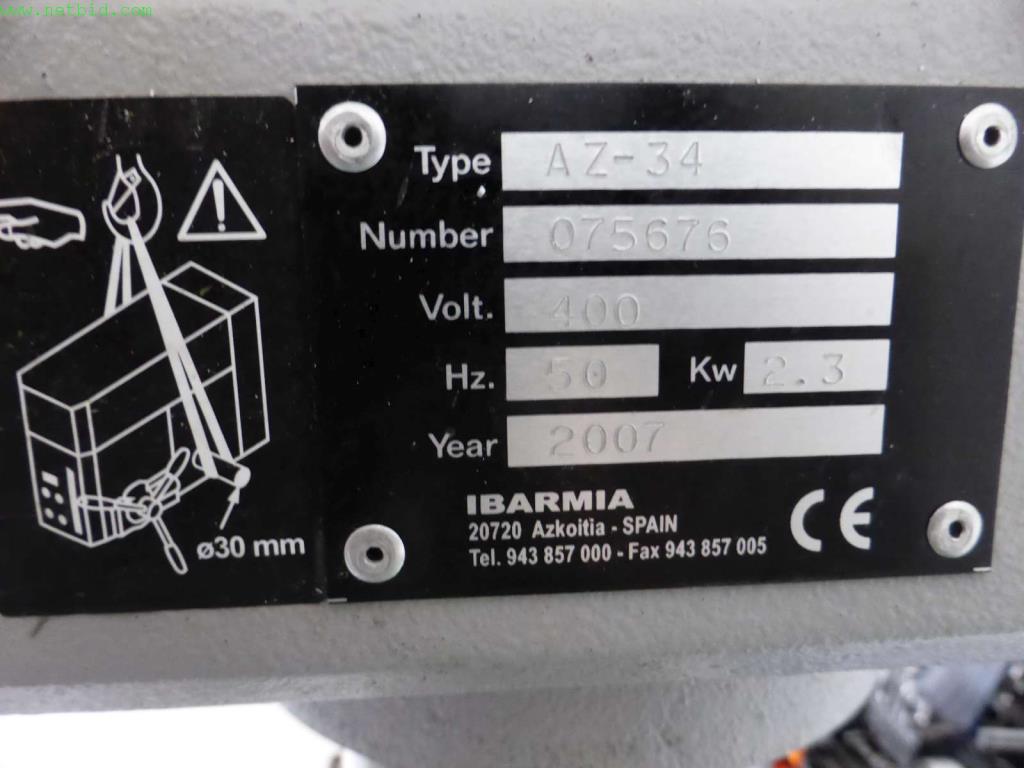 www.netbid.com
Type AZ-34
Number 075676
Volt. 400
Hz. 50 Kw 2.3
Year 2007
ø30 mm
IBARMIA
20720 Azkoitia - SPAIN
Tel. 943 857 000 - Fax 943 857 005
CE